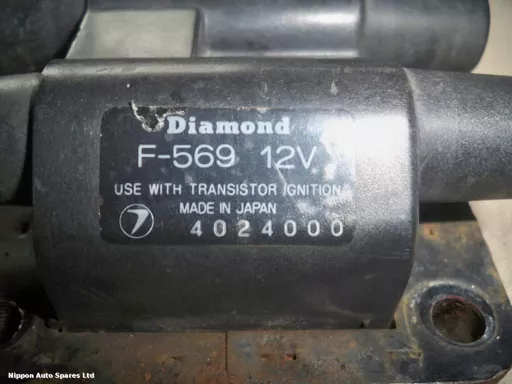 Diamond
F-569 12V
USE WITH TRANSISTOR IGNITION
MADE IN JAPAN
4024000
Nippon Auto Spares Ltd